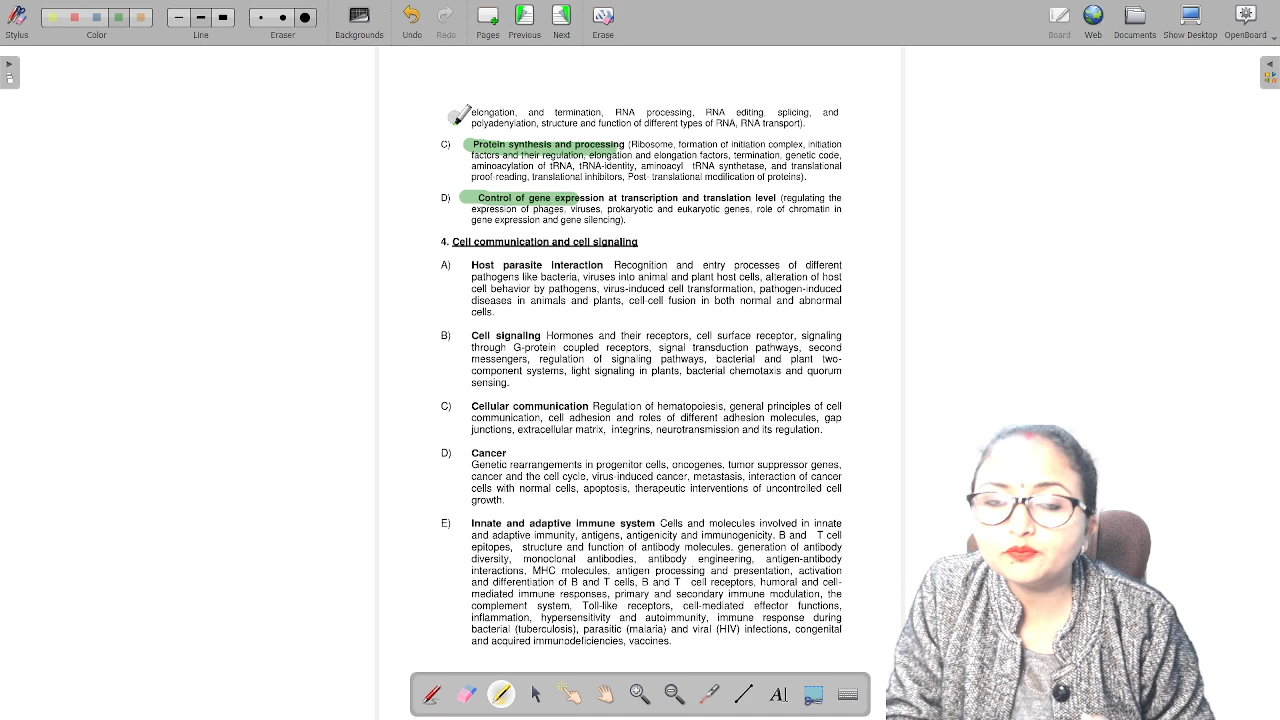 Stylus
Color
Line
Eraser
Backgrounds
Undo
Redo
Pages
Previous
Next
Erase
Board
Web
Documents
Show Desktop
OpenBoard
elongation, and termination, RNA processing, RNA editing, splicing, and
polyadenylation, structure and function of different types of RNA, RNA transport).
C) Protein synthesis and processing (Ribosome, formation of initiation complex, initiation
factors and their regulation, elongation and elongation factors, termination, genetic code,
aminoacylation of tRNA, tRNA-identity, aminoacyl tRNA synthetase, and translational
proof-reading, translational inhibitors, Post- translational modification of proteins).
D) Control of gene expression at transcription and translation level (regulating the
expression of phages, viruses, prokaryotic and eukaryotic genes, role of chromatin in
gene expression and gene silencing).
4. Cell communication and cell signaling
A) Host parasite Interaction Recognition and entry processes of different
pathogens like bacteria, viruses into animal and plant host cells, alteration of host
cell behavior by pathogens, virus-induced cell transformation, pathogen-induced
diseases in animals and plants, cell-cell fusion in both normal and abnormal
cells.
B) Cell signaling Hormones and their receptors, cell surface receptor, signaling
through G-protein coupled receptors, signal transduction pathways, second
messengers, regulation of signaling pathways, bacterial and plant two-
component systems, light signaling in plants, bacterial chemotaxis and quorum
sensing.
C) Cellular communication Regulation of hematopoiesis, general principles of cell
communication, cell adhesion and roles of different adhesion molecules, gap
junctions, extracellular matrix, integrins, neurotransmission and its regulation.
D) Cancer
Genetic rearrangements in progenitor cells, oncogenes, tumor suppressor genes,
cancer and the cell cycle, virus-induced cancer, metastasis, interaction of cancer
cells with normal cells, apoptosis, therapeutic interventions of uncontrolled cell
growth.
E) Innate and adaptive immune system Cells and molecules involved in innate
and adaptive immunity, antigens, antigenicity and immunogenicity. B and T cell
epitopes, structure and function of antibody molecules. generation of antibody
diversity, monoclonal antibodies, antibody engineering, antigen-antibody
interactions, MHC molecules, antigen processing and presentation, activation
and differentiation of B and T cells, B and T cell receptors, humoral and cell-
mediated immune responses, primary and secondary immune modulation, the
complement system, Toll-like receptors, cell-mediated effector functions,
inflammation, hypersensitivity and autoimmunity, immune response during
bacterial (tuberculosis), parasitic (malaria) and viral (HIV) infections, congenital
and acquired immunodeficiencies, vaccines.